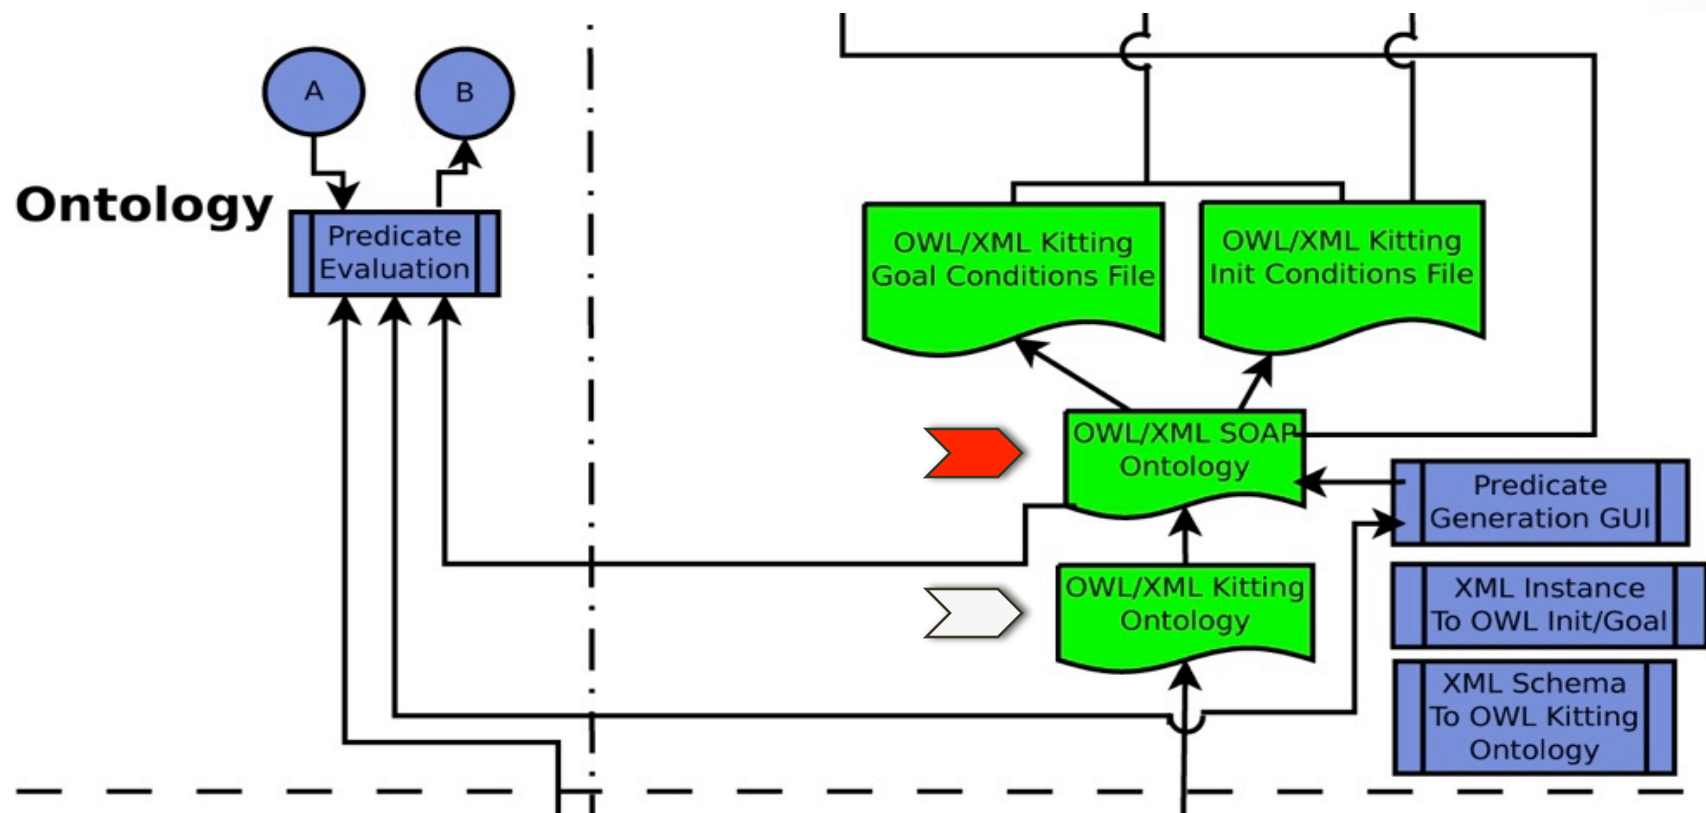 A
B
Ontology
Predicate
Evaluation
OWL/XML Kitting
Goal Conditions File
OWL/XML Kitting
Init Conditions File
OWL/XML SOAP
Ontology
Predicate
Generation GUI
OWL/XML Kitting
Ontology
XML Instance
To OWL Init/Goal
XML Schema
To OWL Kitting
Ontology